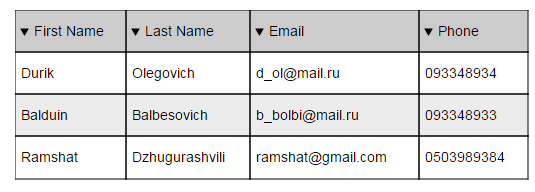 ▼ First Name ▼ Last Name ▼ Email ▼ Phone
Durik Olegovich d_ol@mail.ru 093348934
Balduin Balbesovich b_bolbi@mail.ru 093348933
Ramshat Dzhugurashvili ramshat@gmail.com 0503989384